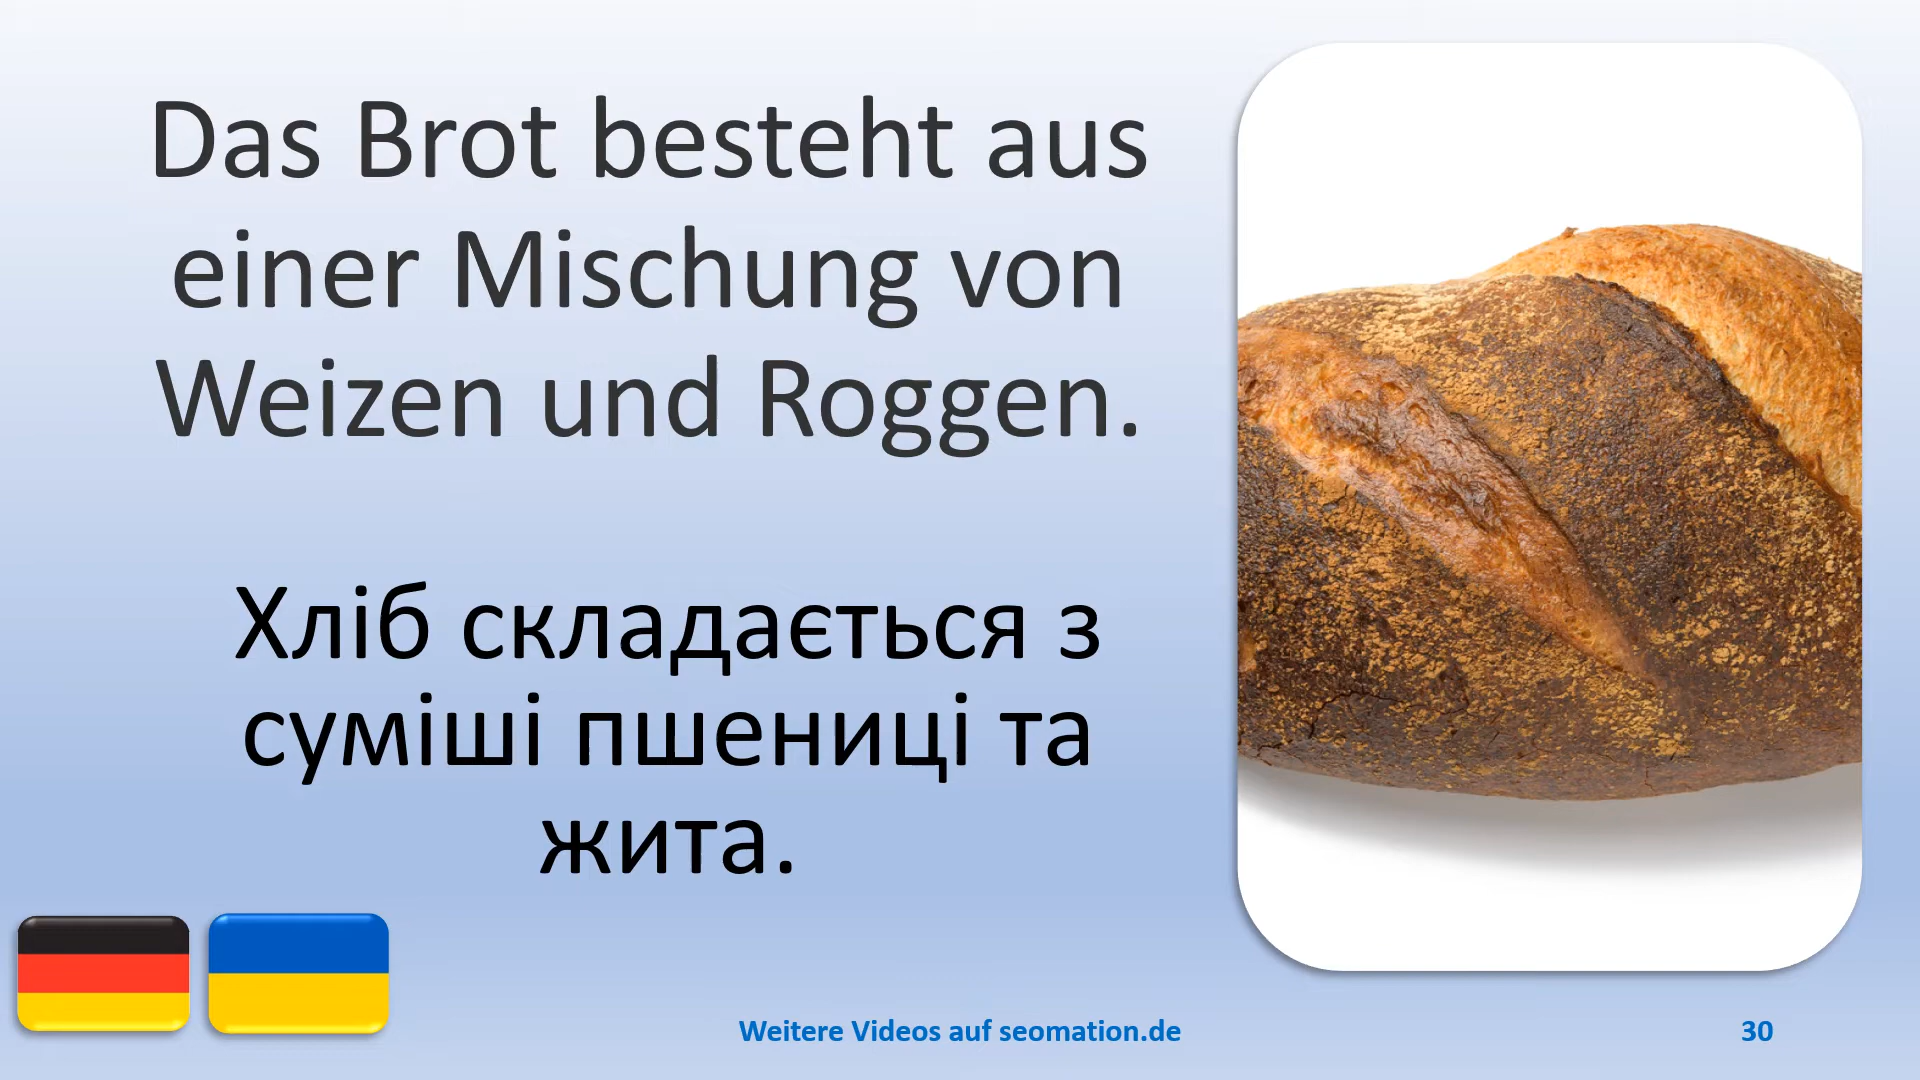 Das Brot besteht aus
einer Mischung von
Weizen und Roggen.
Хліб складається з
суміші пшениці та
жита.
Weitere Videos auf seomation.de
30